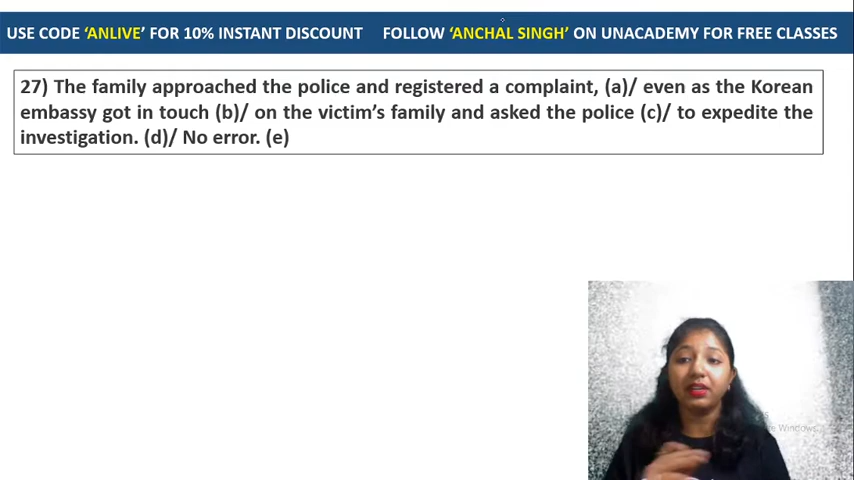 USE CODE ‘ANLIVE’ FOR 10% INSTANT DISCOUNT FOLLOW ‘ANCHAL SINGH’ ON UNACADEMY FOR FREE CLASSES
27) The family approached the police and registered a complaint, (a)/ even as the Korean
embassy got in touch (b)/ on the victim’s family and asked the police (c)/ to expedite the
investigation. (d)/ No error. (e)
Windows.